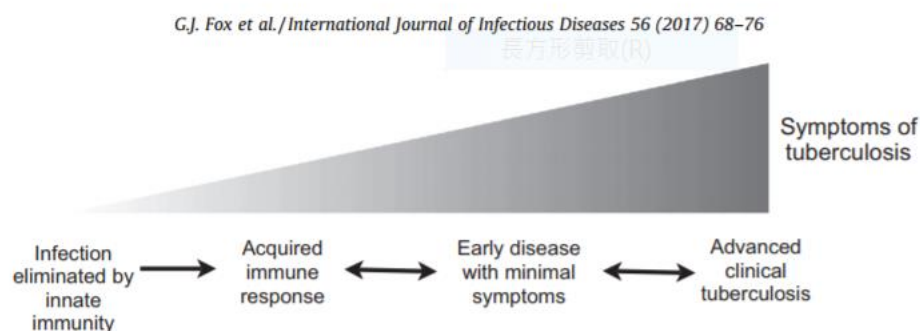 G.J. Fox et al. / International Journal of Infectious Diseases 56 (2017) 68–76
長方形剪取(R)
Symptoms of
tuberculosis
Infection
eliminated by
innate
immunity
Acquired
immune
response
Early disease
with minimal
symptoms
Advanced
clinical
tuberculosis